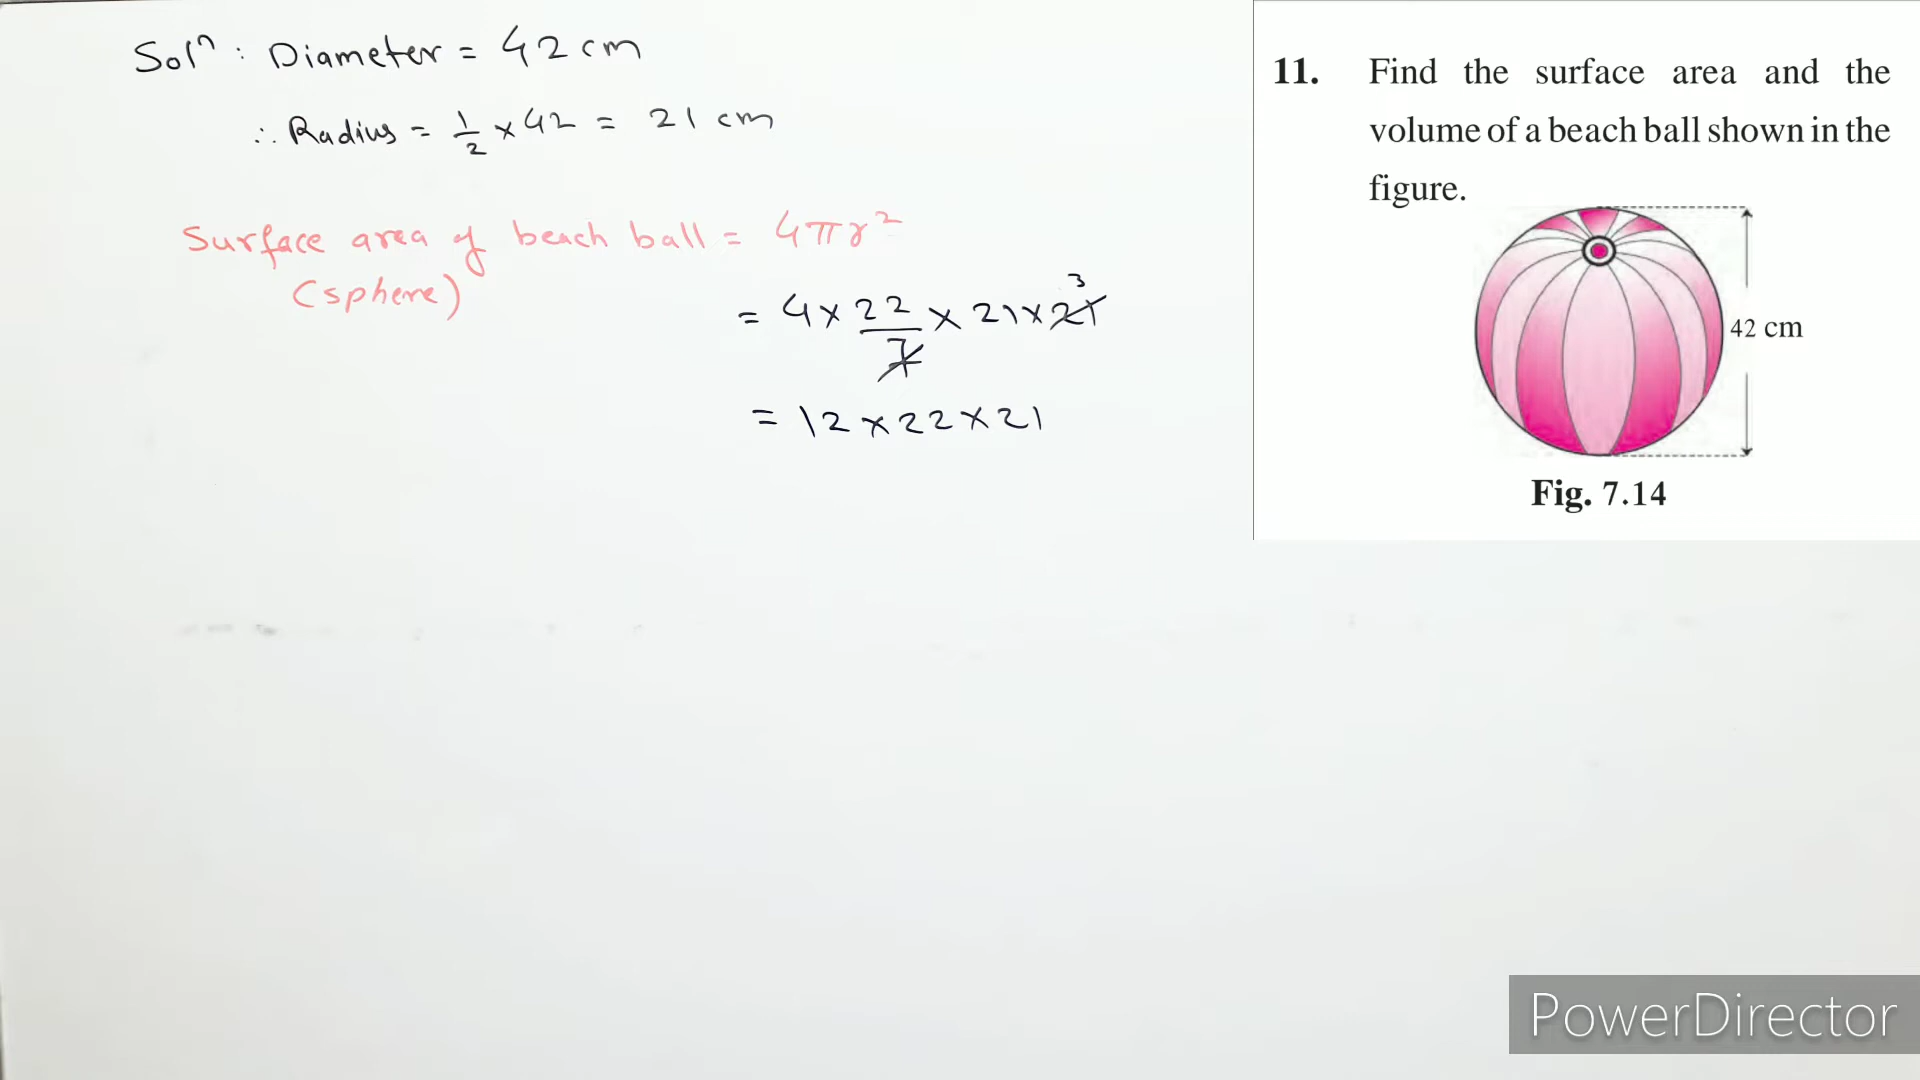 Solⁿ : Diameter = 42 cm
∴ Radius = 1/2 × 42 = 21 cm
Surface area of beach ball = 4πr²
(sphere)
= 4 × 22/7 × 21 × 21 3
= 12 × 22 × 21
11. Find the surface area and the
volume of a beach ball shown in the
figure.
42 cm
Fig. 7.14
PowerDirector